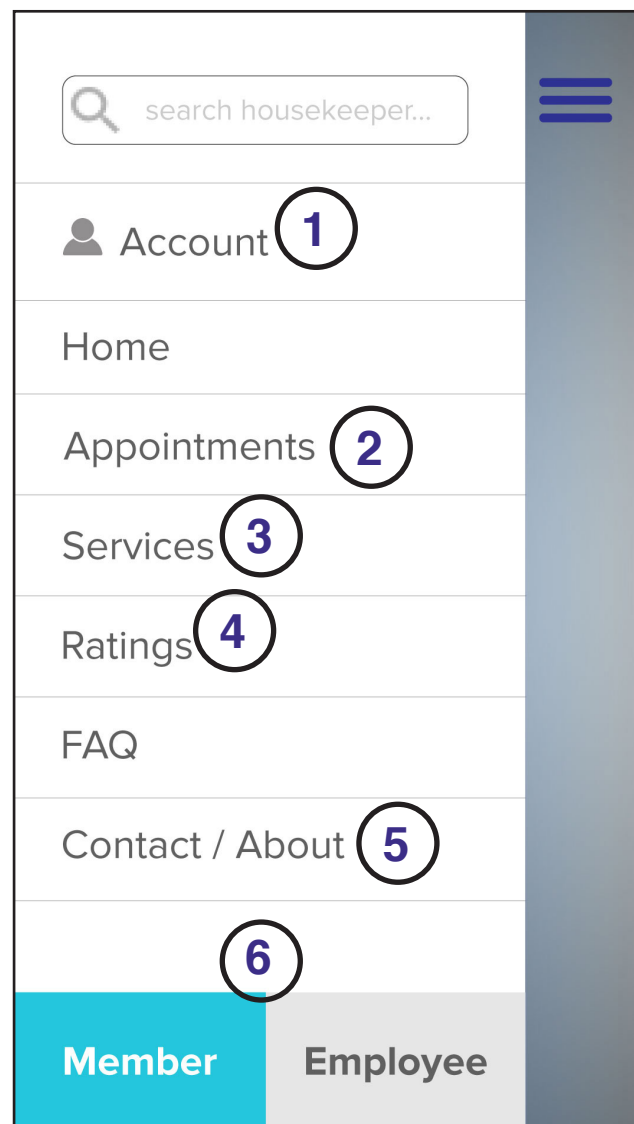 search housekeeper...
Account 1
Home
Appointments 2
Services 3
Ratings 4
FAQ
Contact / About 5
6
Member Employee